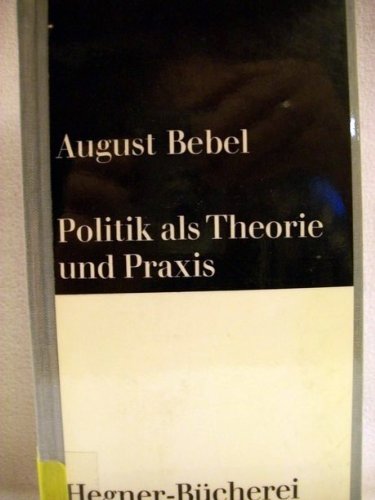 August Bebel
Politik als Theorie
und Praxis
Hegner-Bücherei